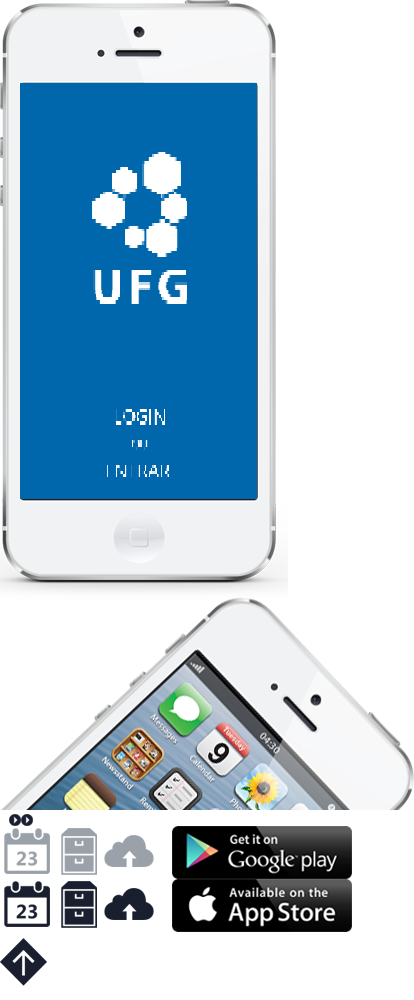 UFG
LOGIN
OU
ENTRAR
04:30
Messages
Tuesday
9
Calendar
Newsstand
23
Get it on
Google play
23
Available on the
App Store